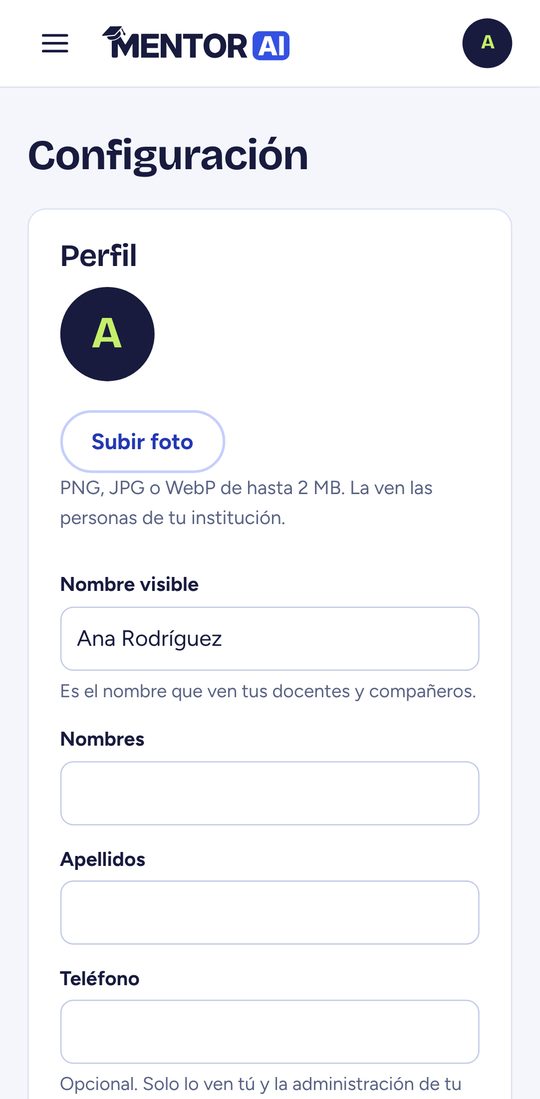 MENTOR AI
A
Configuración
Perfil
A
Subir foto
PNG, JPG o WebP de hasta 2 MB. La ven las
personas de tu institución.
Nombre visible
Ana Rodríguez
Es el nombre que ven tus docentes y compañeros.
Nombres
Apellidos
Teléfono
Opcional. Solo lo ven tú y la administración de tu